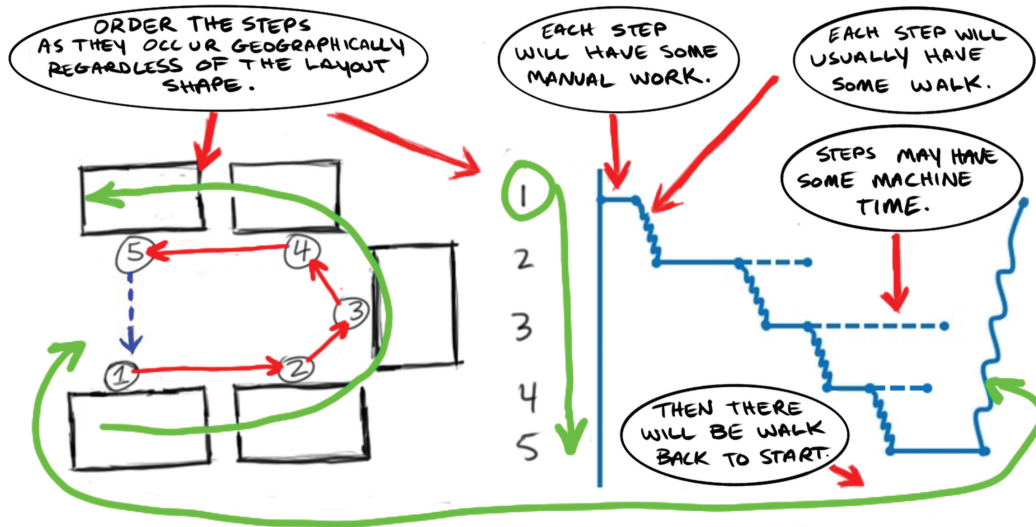 ORDER THE STEPS
AS THEY OCCUR GEOGRAPHICALLY
REGARDLESS OF THE LAYOUT
SHAPE.
EACH STEP
WILL HAVE SOME
MANUAL WORK.
EACH STEP WILL
USUALLY HAVE
SOME WALK.
STEPS MAY HAVE
SOME MACHINE
TIME.
5
4
3
1
2
1
2
3
4
5
THEN THERE
WILL BE WALK
BACK TO START.